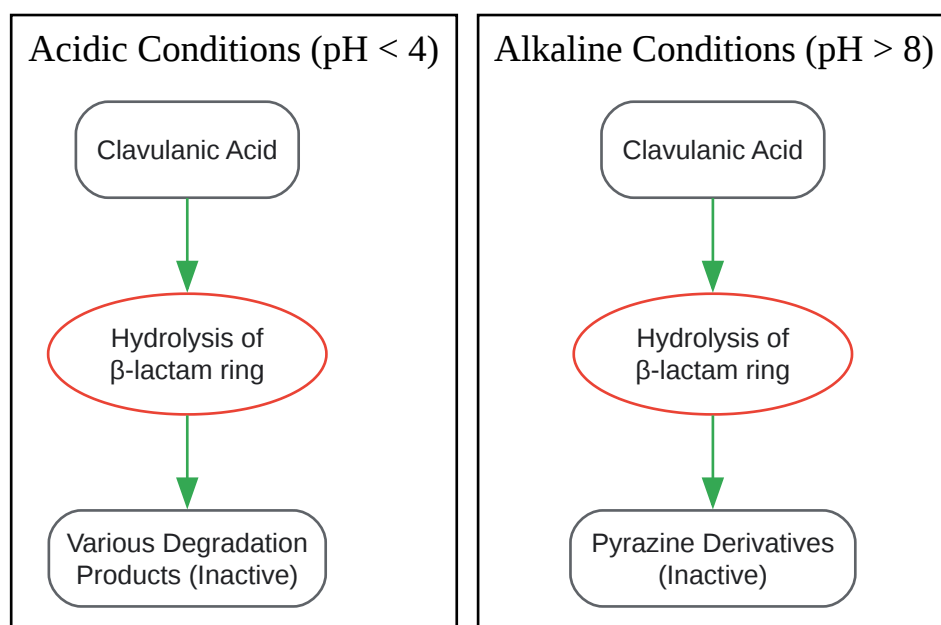 Acidic Conditions (pH < 4)
Clavulanic Acid
Hydrolysis of
β-lactam ring
Various Degradation
Products (Inactive)
Alkaline Conditions (pH > 8)
Clavulanic Acid
Hydrolysis of
β-lactam ring
Pyrazine Derivatives
(Inactive)